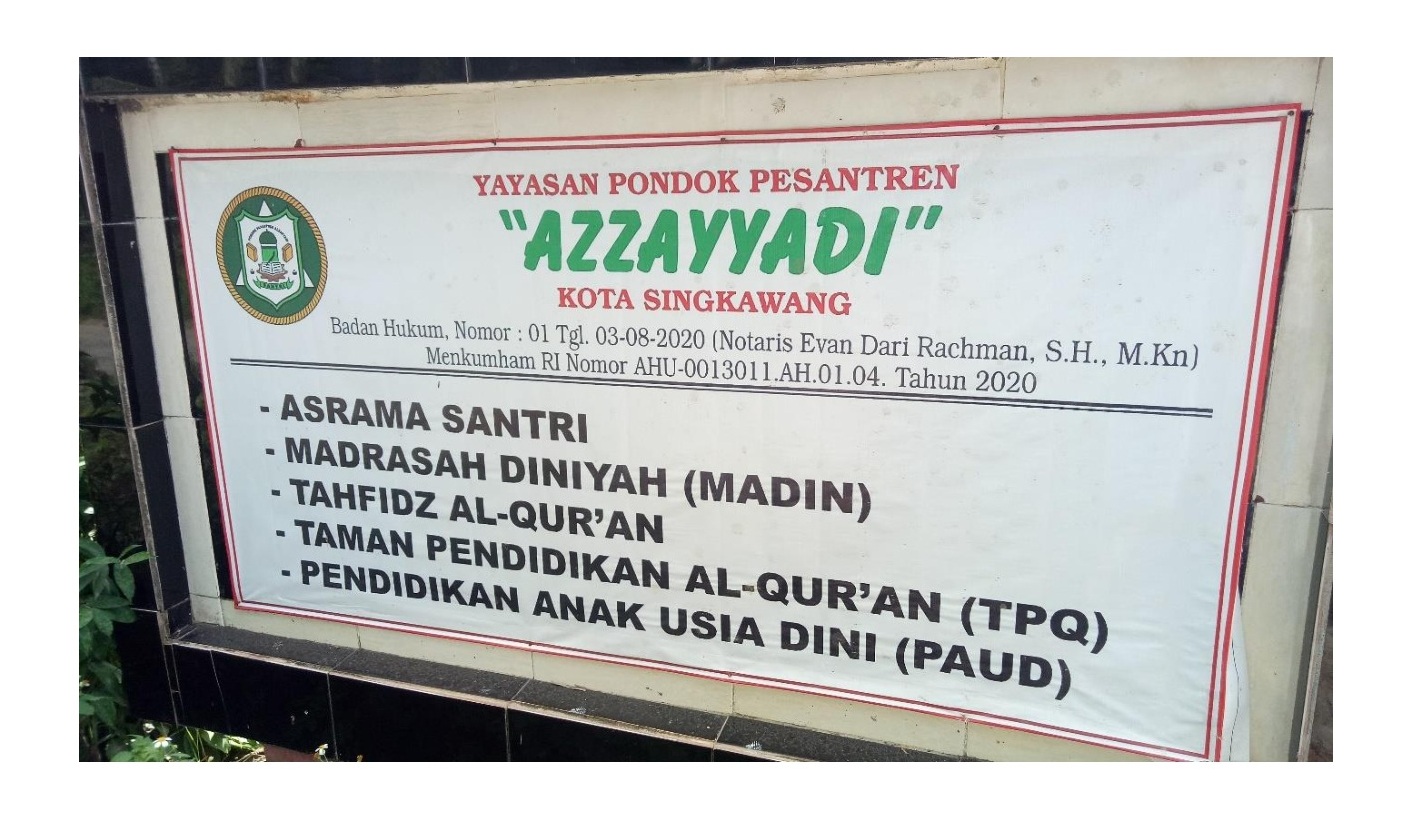 YAYASAN PONDOK PESANTREN
"AZZAYYADI"
KOTA SINGKAWANG
Badan Hukum, Nomor : 01 Tgl. 03-08-2020 (Notaris Evan Dari Rachman, S.H., M.Kn)
Menkumham RI Nomor AHU-0013011.AH.01.04. Tahun 2020
- ASRAMA SANTRI
- MADRASAH DINIYAH (MADIN)
- TAHFIDZ AL-QUR'AN
- TAMAN PENDIDIKAN AL-QUR'AN (TPQ)
- PENDIDIKAN ANAK USIA DINI (PAUD)